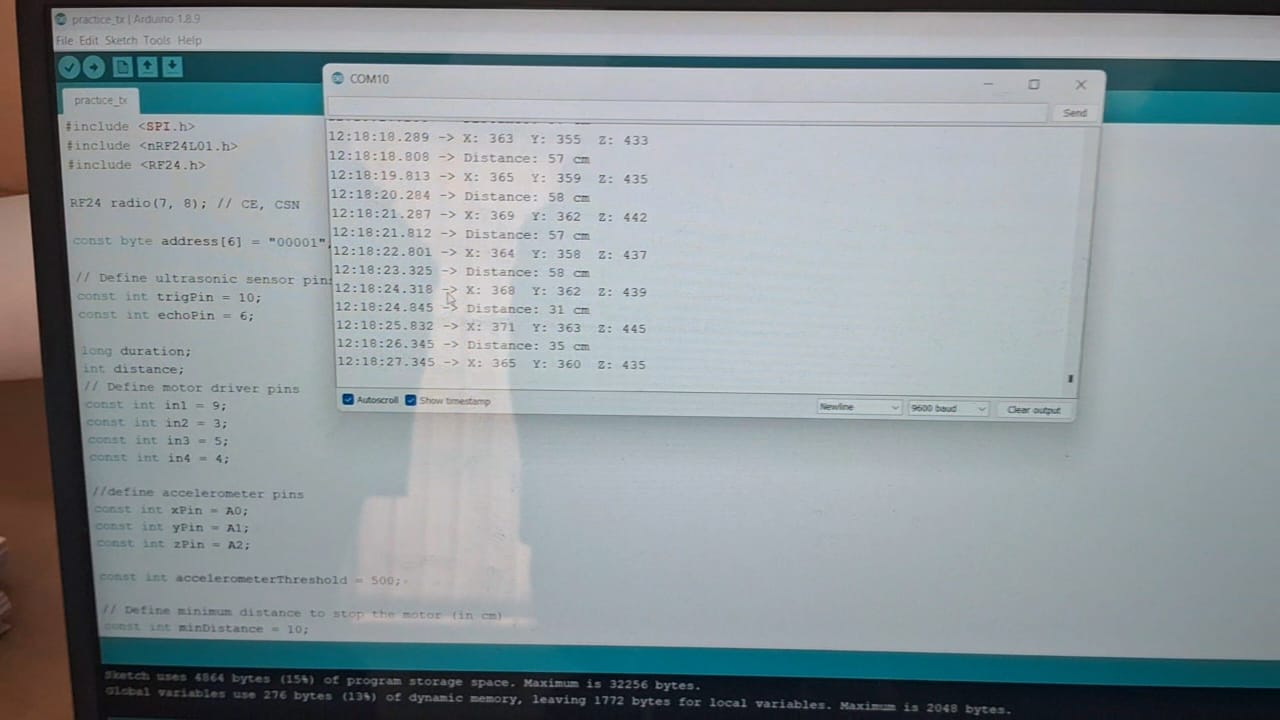 practice_tx | Arduino 1.8.9
File Edit Sketch Tools Help
practice_tx
#include <SPI.h>
#include <nRF24L01.h>
#include <RF24.h>
RF24 radio(7, 8); // CE, CSN
const byte address[6] = "00001"
// Define ultrasonic sensor pin
const int trigPin = 10;
const int echoPin = 6;
long duration;
int distance;
// Define motor driver pins
const int in1 = 9;
const int in2 = 3;
const int in3 = 5;
const int in4 = 4;
//define accelerometer pins
const int xPin = A0;
const int yPin = A1;
const int zPin = A2;
const int accelerometerThreshold = 500;
// Define minimum distance to stop the motor (in cm)
const int minDistance = 10;
COM10
Send
12:18:18.289 -> X: 363 Y: 355 Z: 433
12:18:18.808 -> Distance: 57 cm
12:18:19.813 -> X: 365 Y: 359 Z: 435
12:18:20.284 -> Distance: 58 cm
12:18:21.287 -> X: 369 Y: 362 Z: 442
12:18:21.812 -> Distance: 57 cm
12:18:22.801 -> X: 364 Y: 358 Z: 437
12:18:23.325 -> Distance: 58 cm
12:18:24.318 -> X: 368 Y: 362 Z: 439
12:18:24.845 -> Distance: 31 cm
12:18:25.832 -> X: 371 Y: 363 Z: 445
12:18:26.345 -> Distance: 35 cm
12:18:27.345 -> X: 365 Y: 360 Z: 435
Autoscroll Show timestamp
Newline
9600 baud
Clear output
Sketch uses 4864 bytes (15%) of program storage space. Maximum is 32256 bytes.
Global variables use 276 bytes (13%) of dynamic memory, leaving 1772 bytes for local variables. Maximum is 2048 bytes.